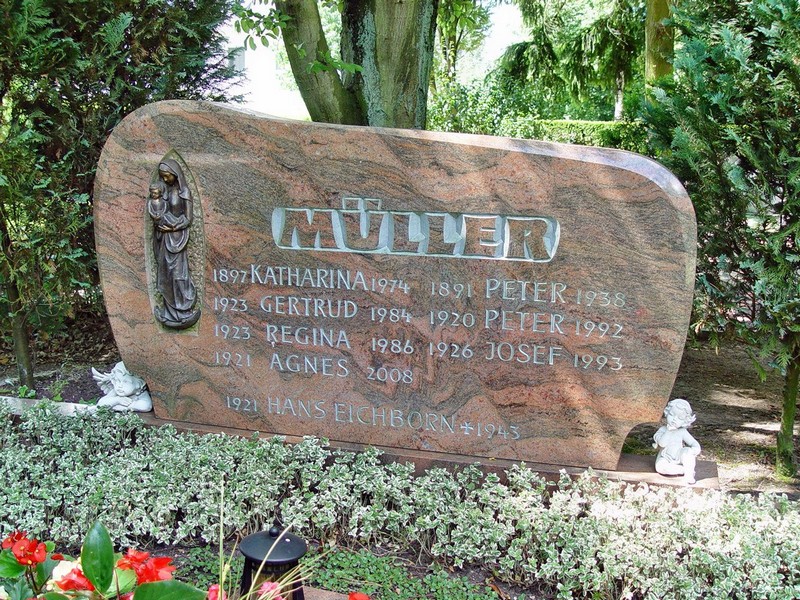 MÜLLER
1897 KATHARINA 1974 1891 PETER 1938
1923 GERTRUD 1984 1920 PETER 1992
1923 REGINA 1986 1926 JOSEF 1993
1921 AGNES 2008
1921 HANS EICHBORN ✠ 1943